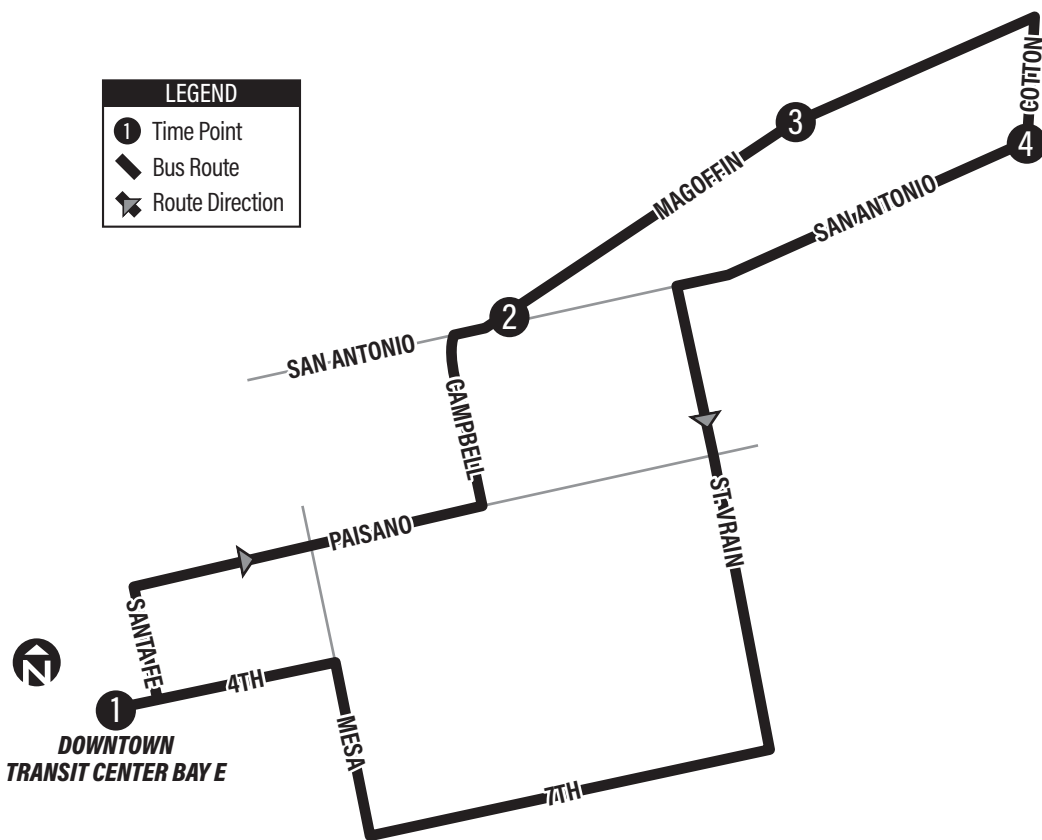 LEGEND
1 Time Point
Bus Route
Route Direction
COTTON
3
4
MAGOFFIN
SAN ANTONIO
2
SAN ANTONIO
CAMPBELL
ST. VRAIN
PAISANO
SANTA FE
N
4TH
1
MESA
DOWNTOWN
TRANSIT CENTER BAY E
7TH